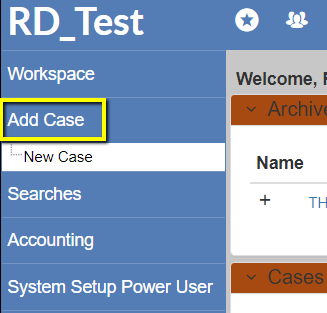 RD_Test
Workspace
Add Case
New Case
Searches
Accounting
System Setup Power User
Welcome,
Archive
Name
TH
Cases